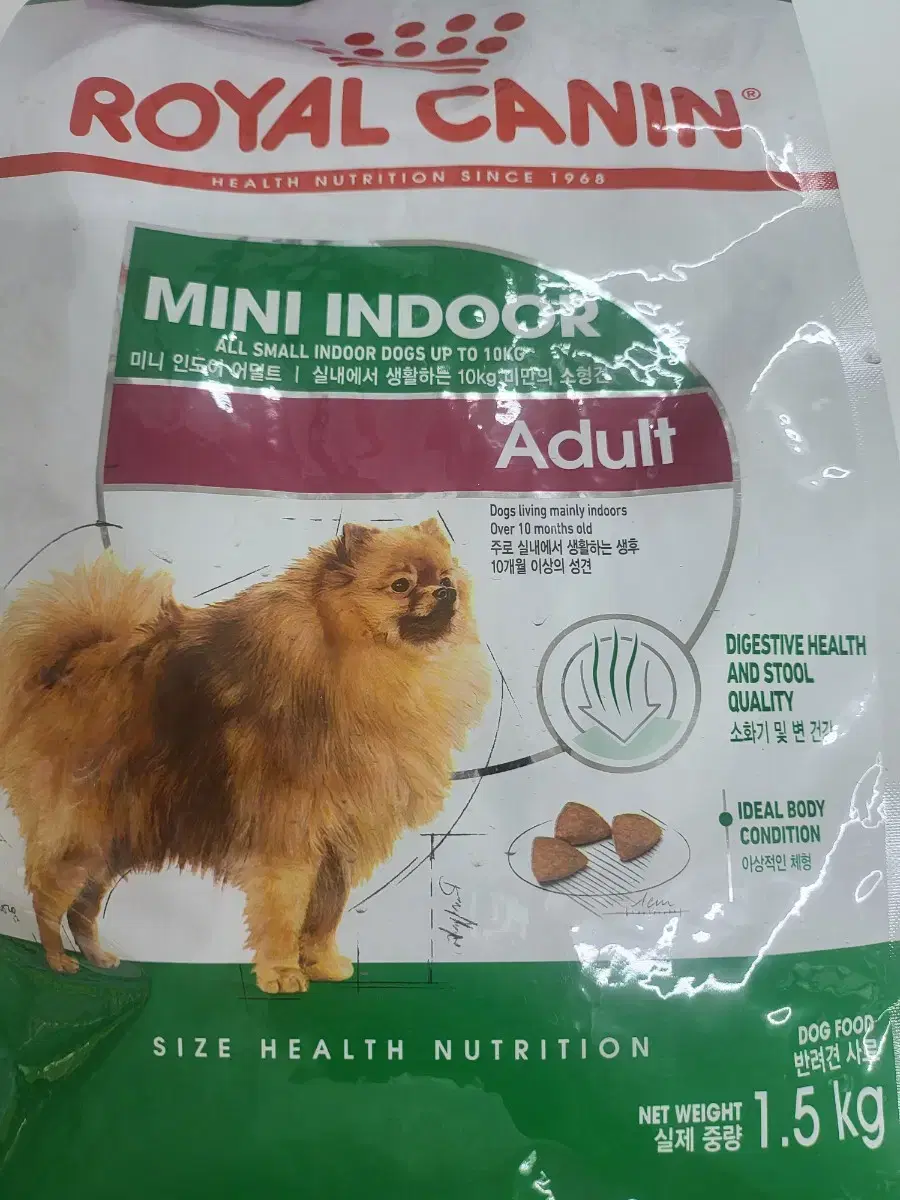 ROYAL CANIN®
HEALTH NUTRITION SINCE 1968
MINI INDOOR
ALL SMALL INDOOR DOGS UP TO 10KG
미니 인도어 어덜트 | 실내에서 생활하는 10kg 미만의 소형견
Adult
Dogs living mainly indoors
Over 10 months old
주로 실내에서 생활하는 생후
10개월 이상의 성견
DIGESTIVE HEALTH
AND STOOL
QUALITY
소화기 및 변 건강
IDEAL BODY
CONDITION
이상적인 체형
1cm
SIZE HEALTH NUTRITION
DOG FOOD
반려견 사료
NET WEIGHT
실제 중량
1.5 kg